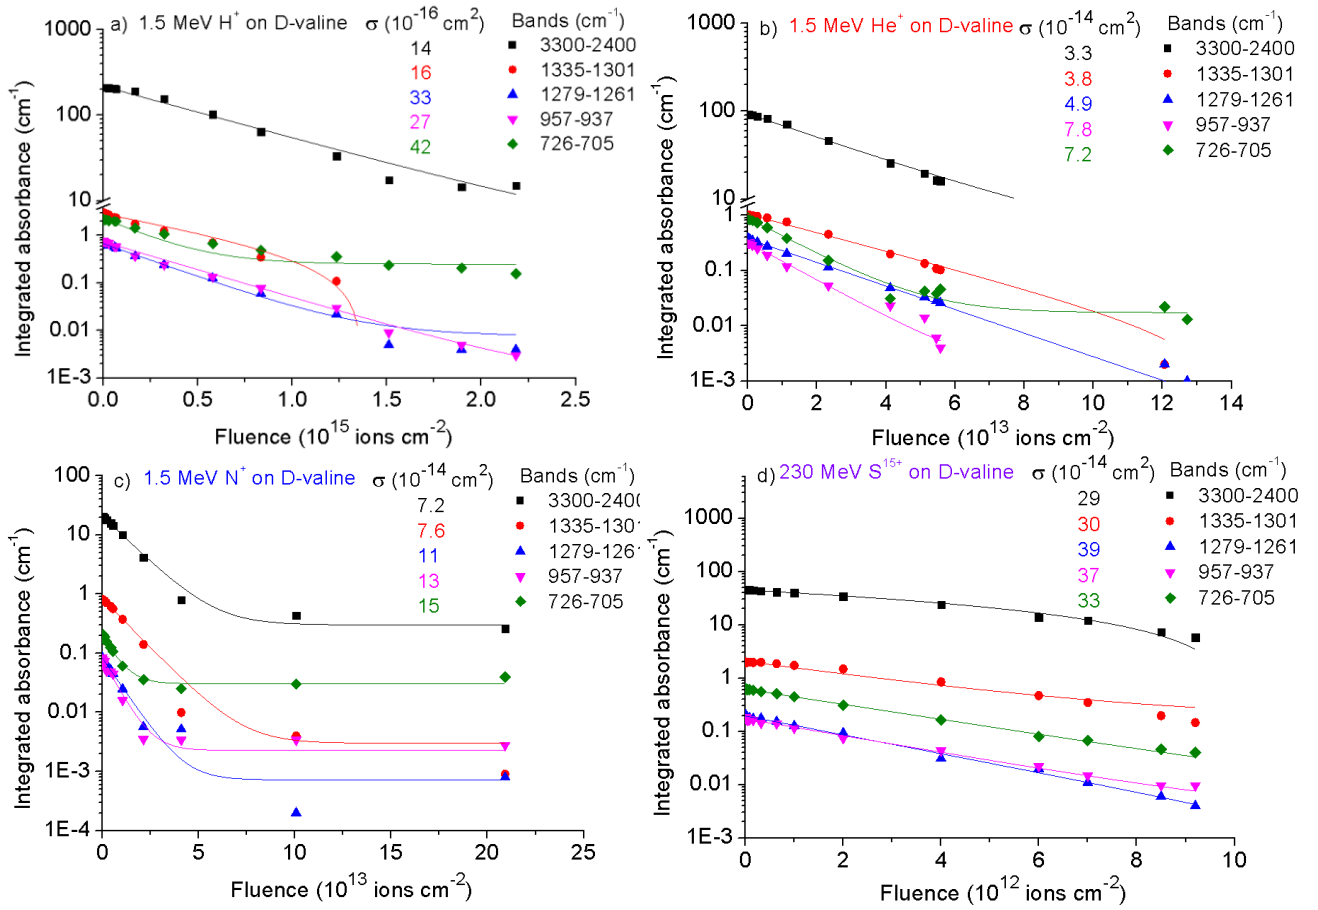 a) 1.5 MeV H⁺ on D-valine σ (10⁻¹⁶ cm²) Bands (cm⁻¹)
14 3300-2400
16 1335-1301
33 1279-1261
27 957-937
42 726-705
Integrated absorbance (cm⁻¹)
1000
100
10
1
0.1
0.01
1E-3
0.0 0.5 1.0 1.5 2.0 2.5
Fluence (10¹⁵ ions cm⁻²)
b) 1.5 MeV He⁺ on D-valine σ (10⁻¹⁴ cm²) Bands (cm⁻¹)
3.3 3300-2400
3.8 1335-1301
4.9 1279-1261
7.8 957-937
7.2 726-705
Integrated absorbance (cm⁻¹)
1000
100
10
1
0.1
0.01
1E-3
0 2 4 6 8 10 12 14
Fluence (10¹³ ions cm⁻²)
c) 1.5 MeV N⁺ on D-valine σ (10⁻¹⁴ cm²) Bands (cm⁻¹)
7.2 3300-2400
7.6 1335-1301
11 1279-1261
13 957-937
15 726-705
Integrated absorbance (cm⁻¹)
100
10
1
0.1
0.01
1E-3
1E-4
0 5 10 15 20 25
Fluence (10¹³ ions cm⁻²)
d) 230 MeV S¹⁵⁺ on D-valine σ (10⁻¹⁴ cm²) Bands (cm⁻¹)
29 3300-2400
30 1335-1301
39 1279-1261
37 957-937
33 726-705
Integrated absorbance (cm⁻¹)
1000
100
10
1
0.1
0.01
1E-3
0 2 4 6 8 10
Fluence (10¹² ions cm⁻²)